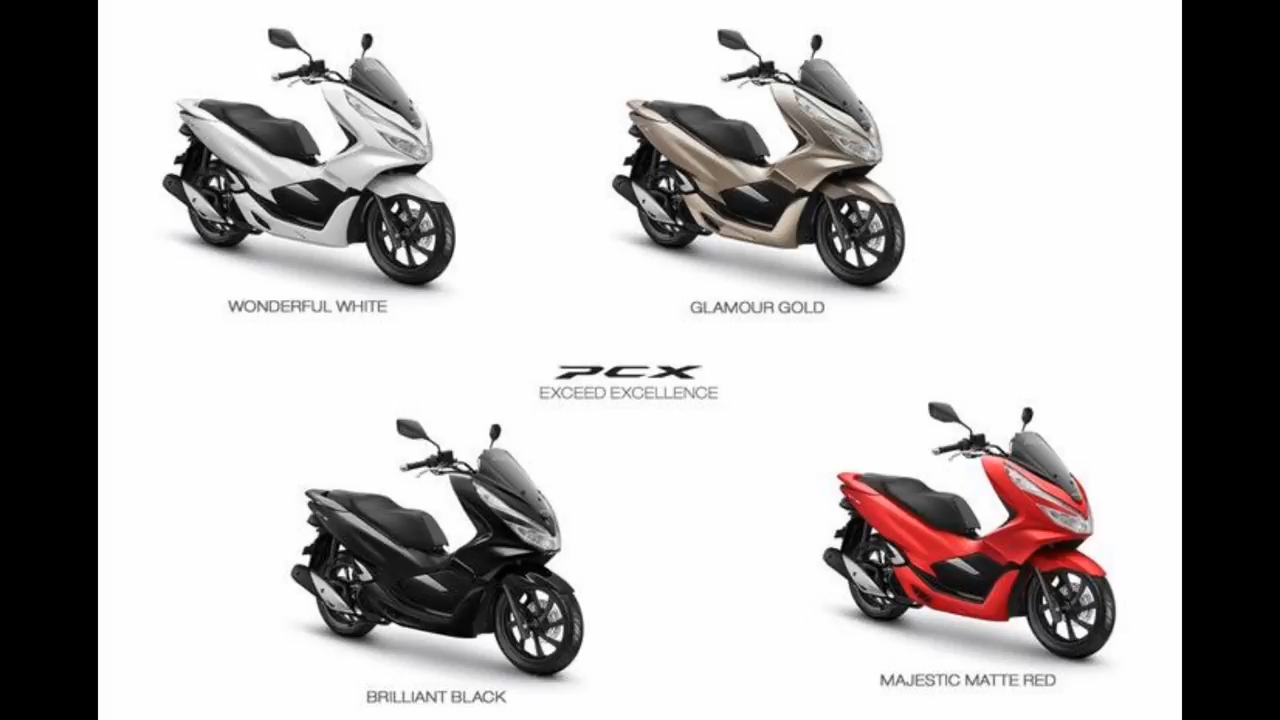 WONDERFUL WHITE
GLAMOUR GOLD
PCX
EXCEED EXCELLENCE
BRILLIANT BLACK
MAJESTIC MATTE RED